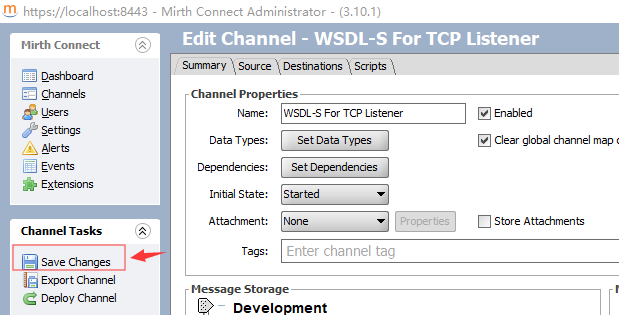 https://localhost:8443 - Mirth Connect Administrator - (3.10.1)
Mirth Connect
Dashboard
Channels
Users
Settings
Alerts
Events
Extensions
Channel Tasks
Save Changes
Export Channel
Deploy Channel
Edit Channel - WSDL-S For TCP Listener
Summary Source Destinations Scripts
Channel Properties
Name: WSDL-S For TCP Listener Enabled
Data Types: Set Data Types Clear global channel map
Dependencies: Set Dependencies
Initial State: Started
Attachment: None Properties Store Attachments
Tags: Enter channel tag
Message Storage
Development